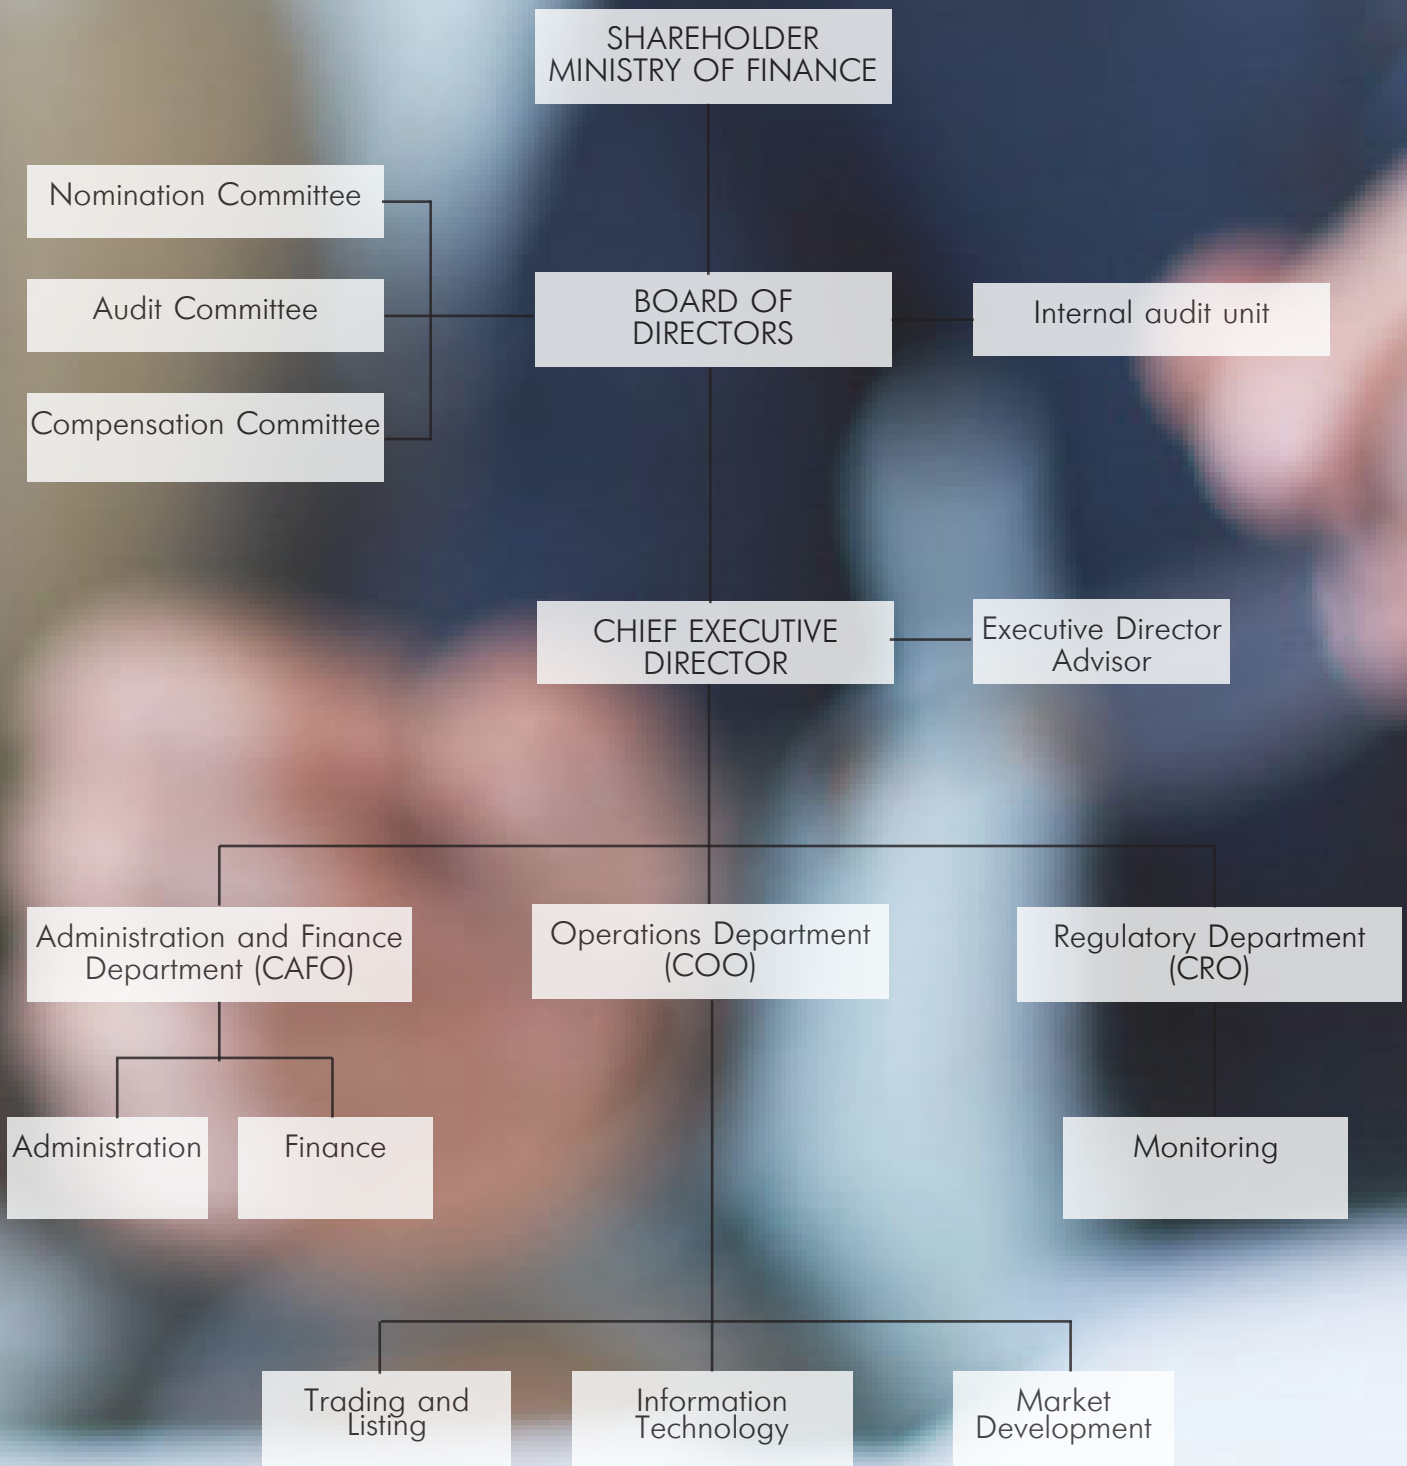 SHAREHOLDER
MINISTRY OF FINANCE
Nomination Committee
Audit Committee
Compensation Committee
BOARD OF
DIRECTORS
Internal audit unit
CHIEF EXECUTIVE
DIRECTOR
Executive Director
Advisor
Administration and Finance
Department (CAFO)
Operations Department
(COO)
Regulatory Department
(CRO)
Administration
Finance
Monitoring
Trading and
Listing
Information
Technology
Market
Development